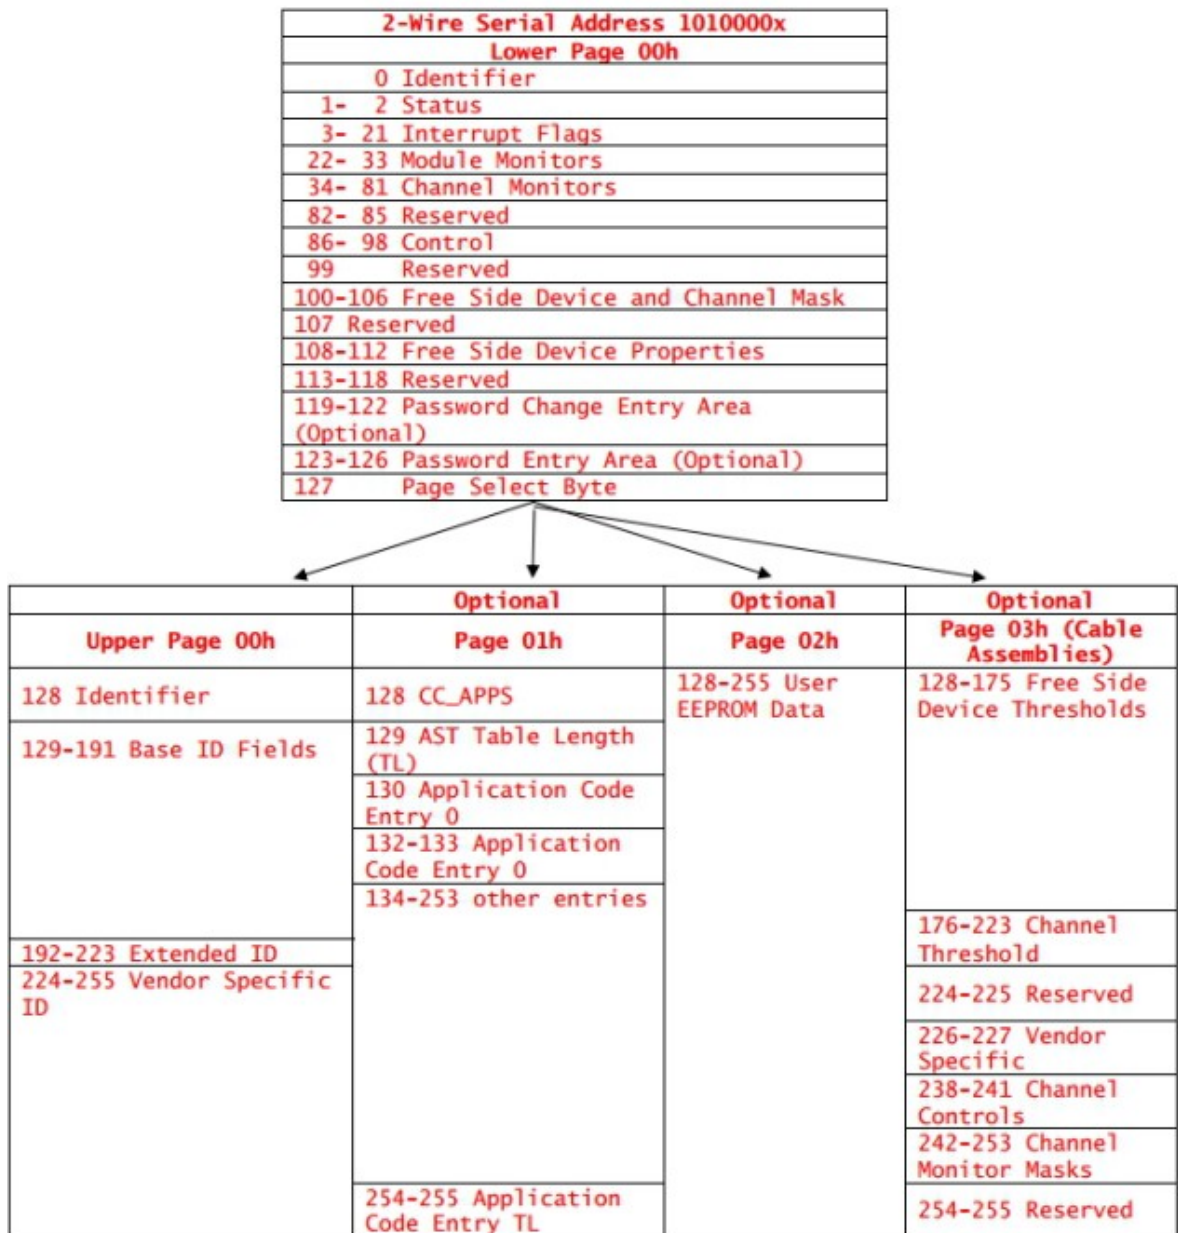 2-Wire Serial Address 1010000x
Lower Page 00h
0 Identifier
1- 2 Status
3- 21 Interrupt Flags
22- 33 Module Monitors
34- 81 Channel Monitors
82- 85 Reserved
86- 98 Control
99 Reserved
100-106 Free Side Device and Channel Mask
107 Reserved
108-112 Free Side Device Properties
113-118 Reserved
119-122 Password Change Entry Area
(Optional)
123-126 Password Entry Area (Optional)
127 Page Select Byte
Upper Page 00h
128 Identifier
129-191 Base ID Fields
192-223 Extended ID
224-255 Vendor Specific
ID
Optional
Page 01h
128 CC_APPS
129 AST Table Length
(TL)
130 Application Code
Entry 0
132-133 Application
Code Entry 0
134-253 other entries
254-255 Application
Code Entry TL
Optional
Page 02h
128-255 User
EEPROM Data
Optional
Page 03h (Cable
Assemblies)
128-175 Free Side
Device Thresholds
176-223 Channel
Threshold
224-225 Reserved
226-227 Vendor
Specific
238-241 Channel
Controls
242-253 Channel
Monitor Masks
254-255 Reserved